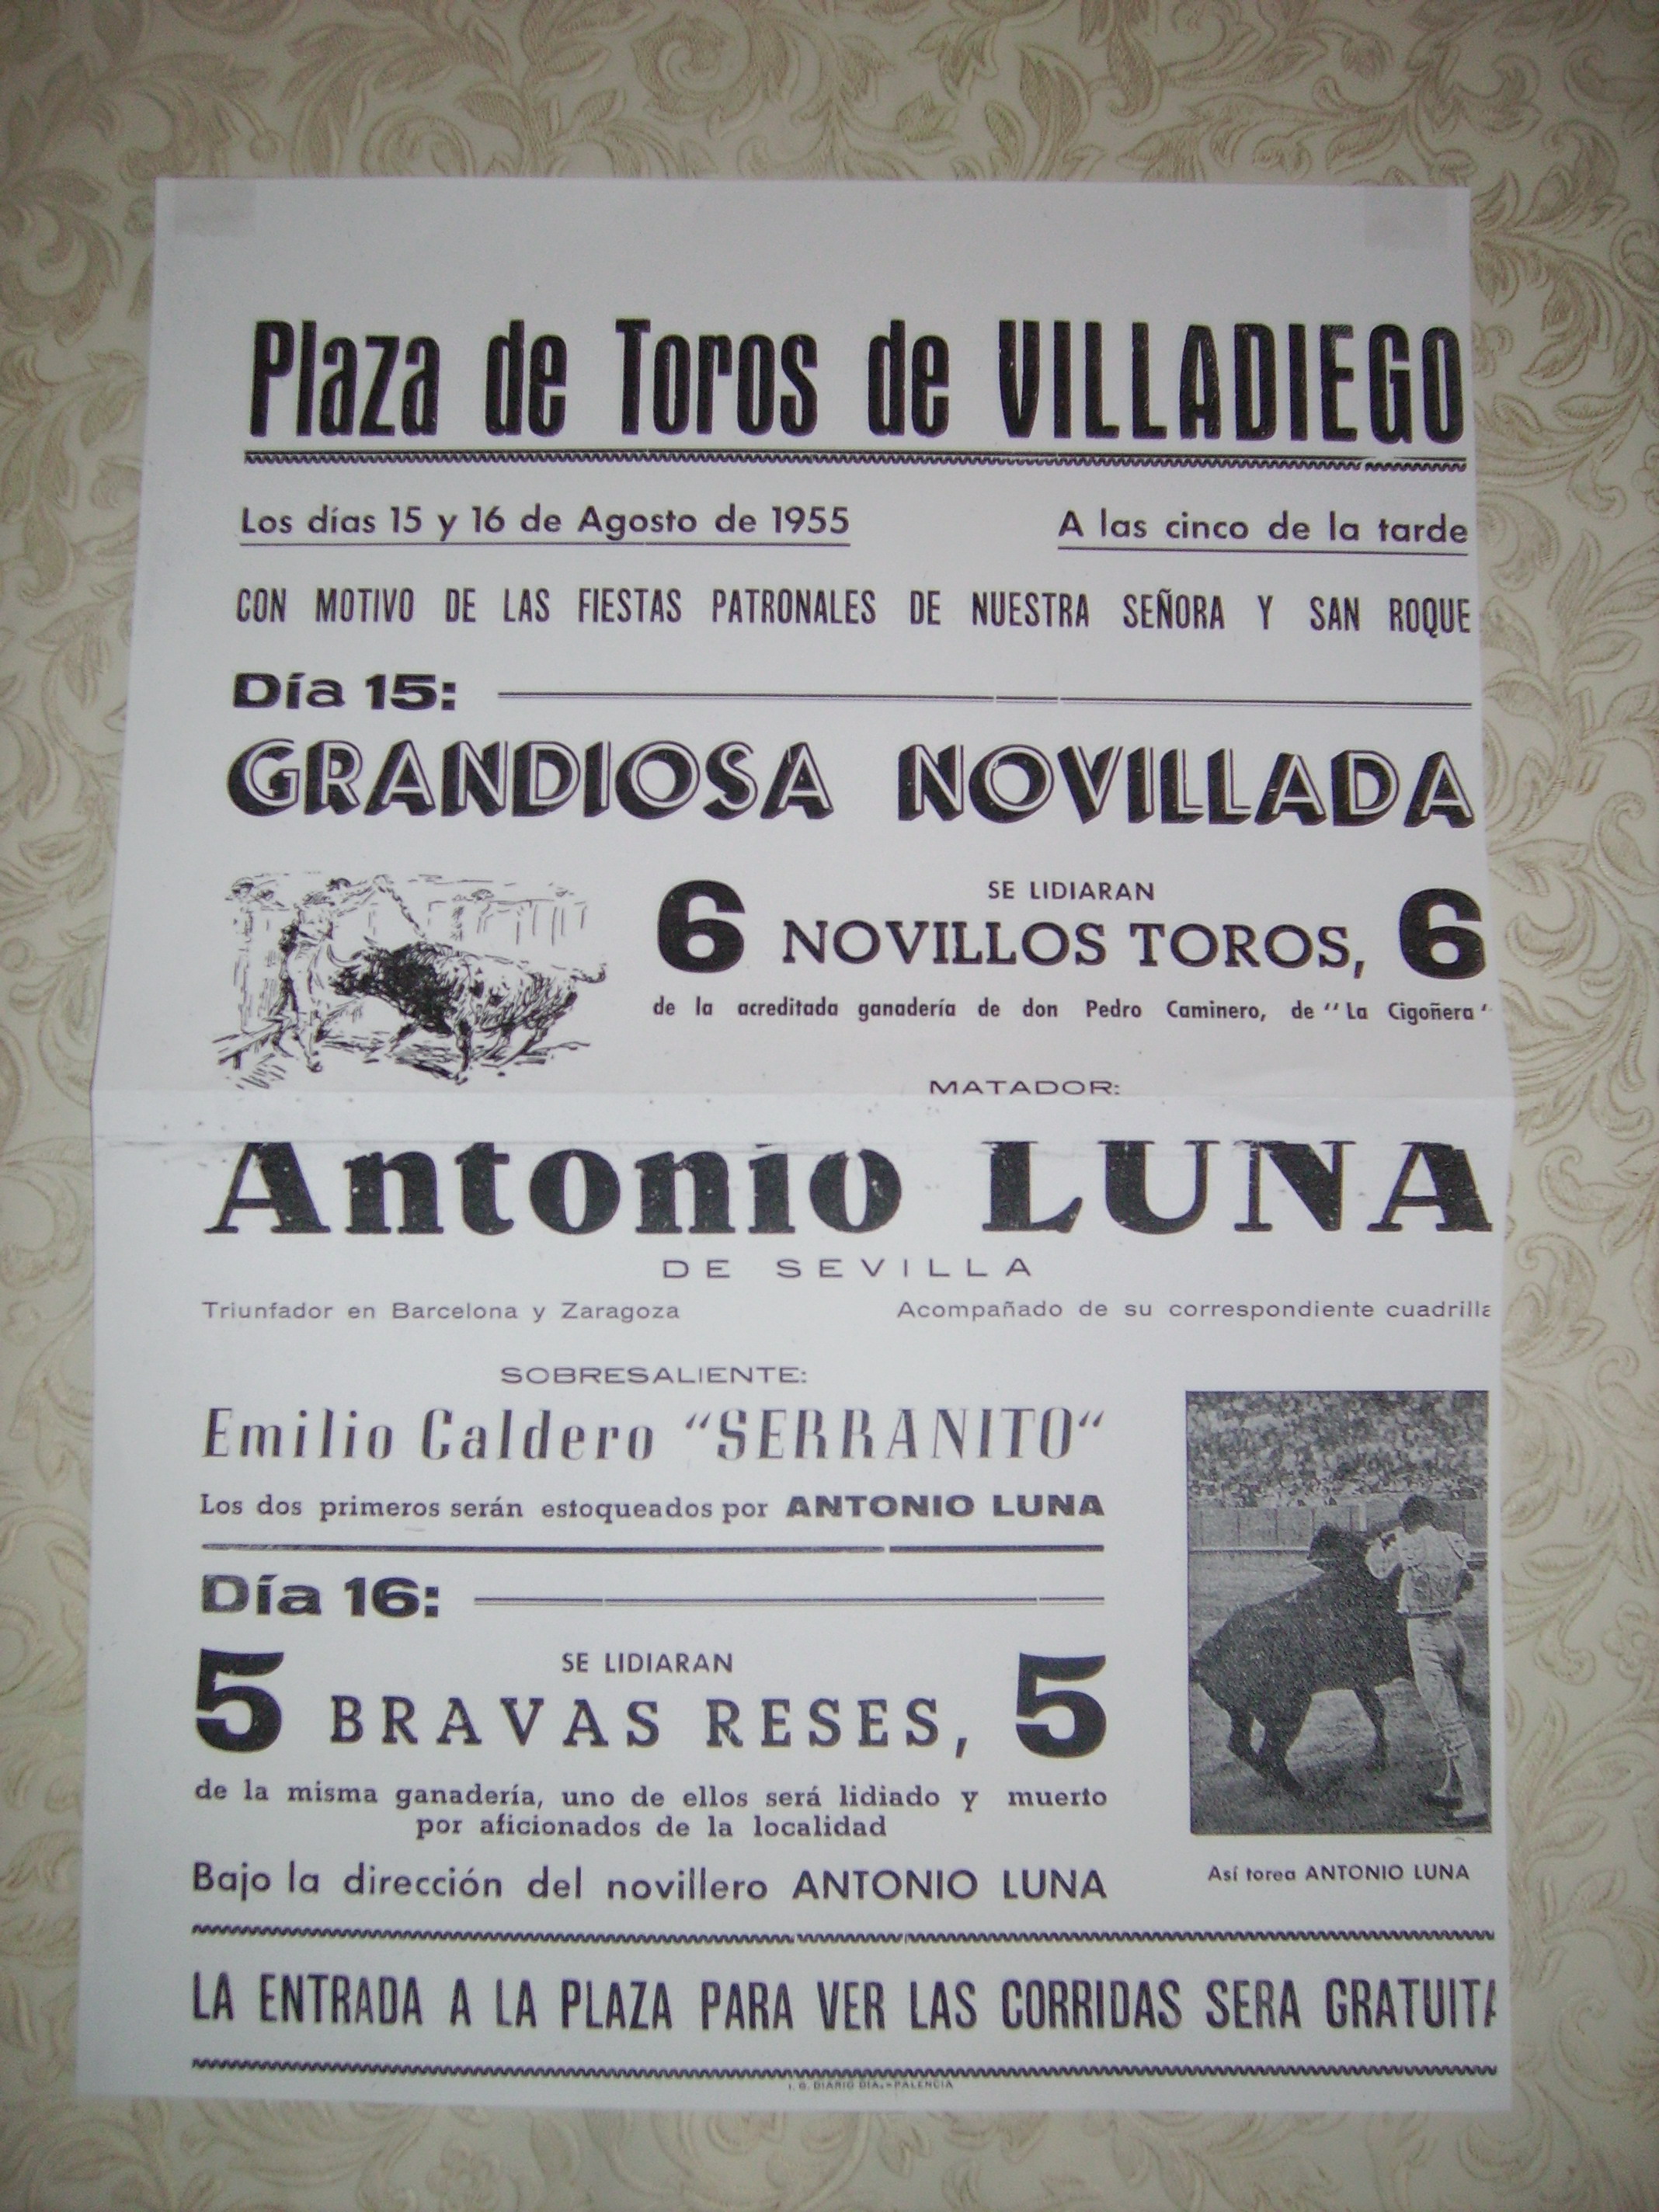 Plaza de Toros de VILLADIEGO
Los días 15 y 16 de Agosto de 1955 A las cinco de la tarde
CON MOTIVO DE LAS FIESTAS PATRONALES DE NUESTRA SEÑORA Y SAN ROQUE
Día 15:
GRANDIOSA NOVILLADA
SE LIDIARAN
6 NOVILLOS TOROS, 6
de la acreditada ganadería de don Pedro Caminero, de "La Cigoñera"
MATADOR:
Antonio LUNA
DE SEVILLA
Triunfador en Barcelona y Zaragoza Acompañado de su correspondiente cuadrilla
SOBRESALIENTE:
Emilio Caldero "SERRANITO"
Los dos primeros serán estoqueados por ANTONIO LUNA
Día 16:
SE LIDIARAN
5 BRAVAS RESES, 5
de la misma ganadería, uno de ellos será lidiado y muerto
por aficionados de la localidad
Bajo la dirección del novillero ANTONIO LUNA
Así torea ANTONIO LUNA
LA ENTRADA A LA PLAZA PARA VER LAS CORRIDAS SERA GRATUITA
I. G. DIARIO DÍA.-PALENCIA